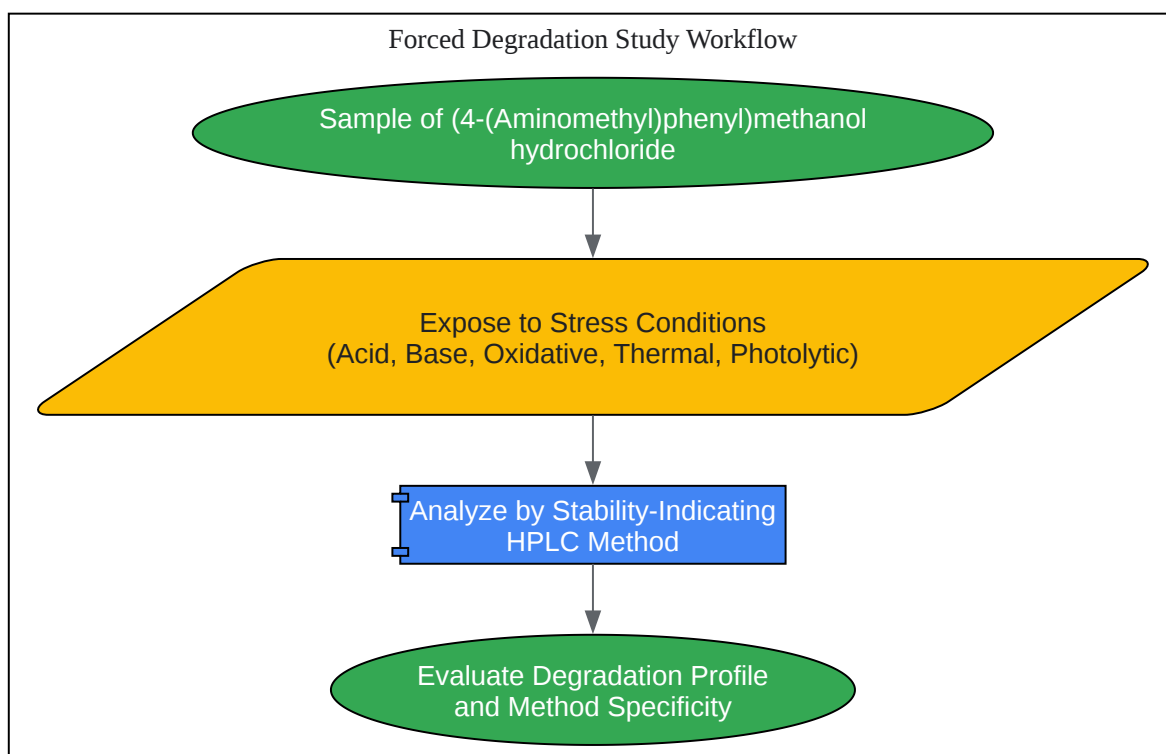 Forced Degradation Study Workflow
Sample of (4-(Aminomethyl)phenyl)methanol
hydrochloride
Expose to Stress Conditions
(Acid, Base, Oxidative, Thermal, Photolytic)
Analyze by Stability-Indicating
HPLC Method
Evaluate Degradation Profile
and Method Specificity